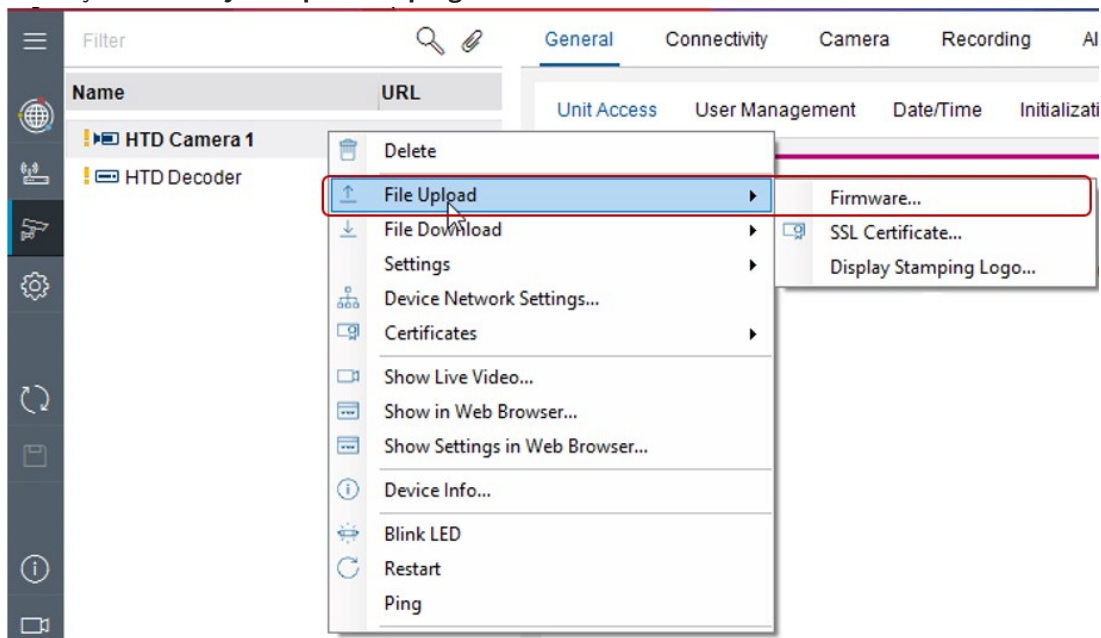 Filter
General Connectivity Camera Recording Al
Name URL
Unit Access User Management Date/Time Initializati
HTD Camera 1
HTD Decoder
Delete
File Upload
File Download
Settings
Device Network Settings...
Certificates
Show Live Video...
Show in Web Browser...
Show Settings in Web Browser...
Device Info...
Blink LED
Restart
Ping
Firmware...
SSL Certificate...
Display Stamping Logo...